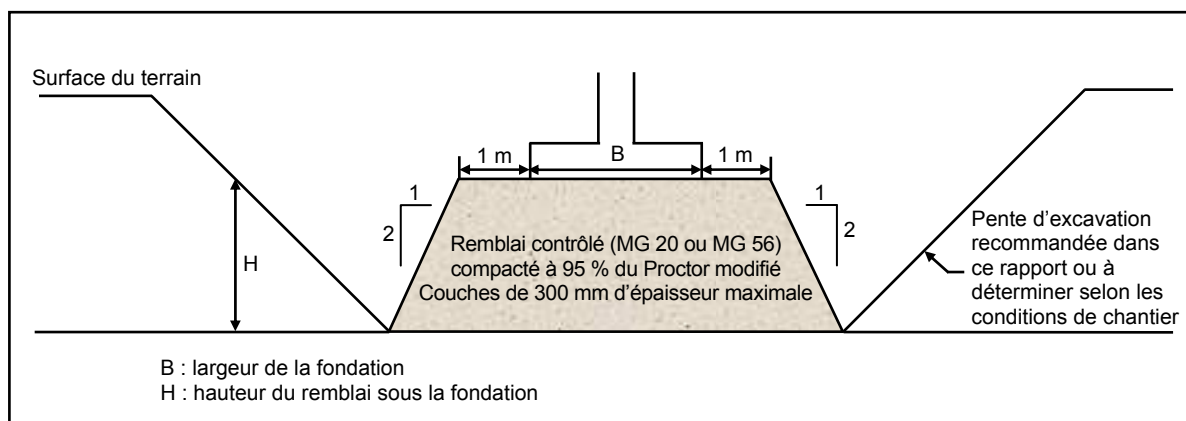 Surface du terrain
1 m
B
1 m
1
2
1
2
H
Remblai contrôlé (MG 20 ou MG 56)
compacté à 95 % du Proctor modifié
Couches de 300 mm d’épaisseur maximale
Pente d’excavation
recommandée dans
ce rapport ou à
déterminer selon les
conditions de chantier
B : largeur de la fondation
H : hauteur du remblai sous la fondation